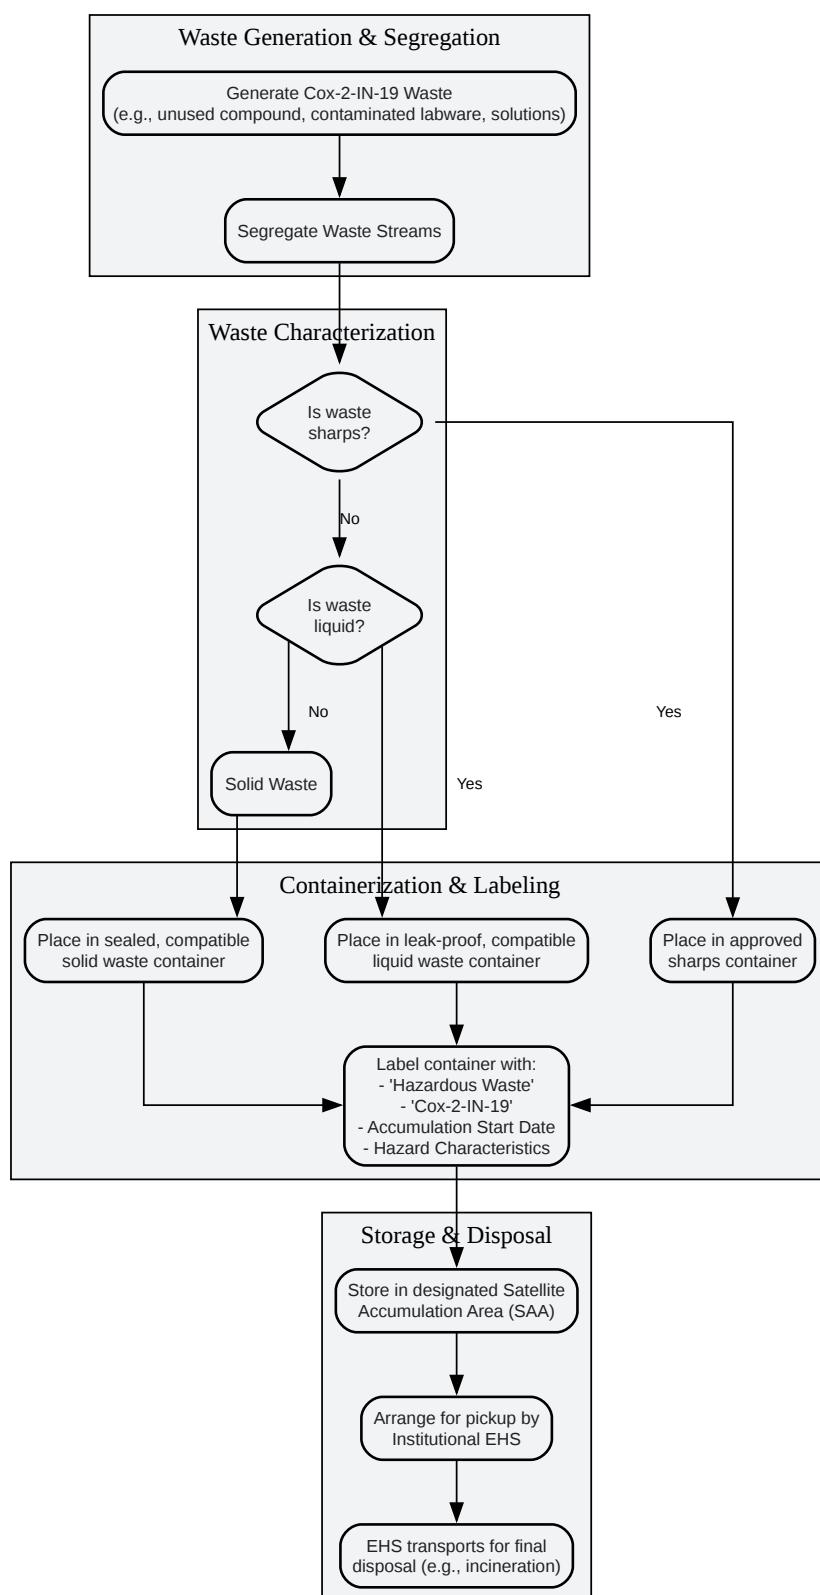 Waste Generation & Segregation
Generate Cox-2-IN-19 Waste
(e.g., unused compound, contaminated labware, solutions)
Segregate Waste Streams
Waste Characterization
Is waste
sharps?
No
Is waste
liquid?
No
Yes
Solid Waste
Yes
Containerization & Labeling
Place in sealed, compatible
solid waste container
Place in leak-proof, compatible
liquid waste container
Place in approved
sharps container
Label container with:
- 'Hazardous Waste'
- 'Cox-2-IN-19'
- Accumulation Start Date
- Hazard Characteristics
Storage & Disposal
Store in designated Satellite
Accumulation Area (SAA)
Arrange for pickup by
Institutional EHS
EHS transports for final
disposal (e.g., incineration)